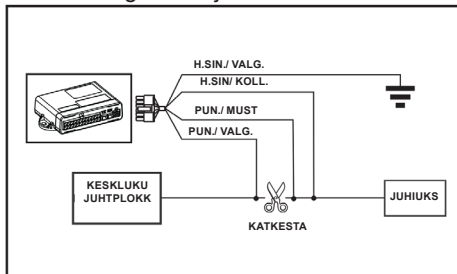 H.SIN./ VALG.
H.SIN/ KOLL.
PUN./ MUST
PUN./ VALG.
KESKLUKU
JUHTPLOKK
KATKESTA
JUHIUKS